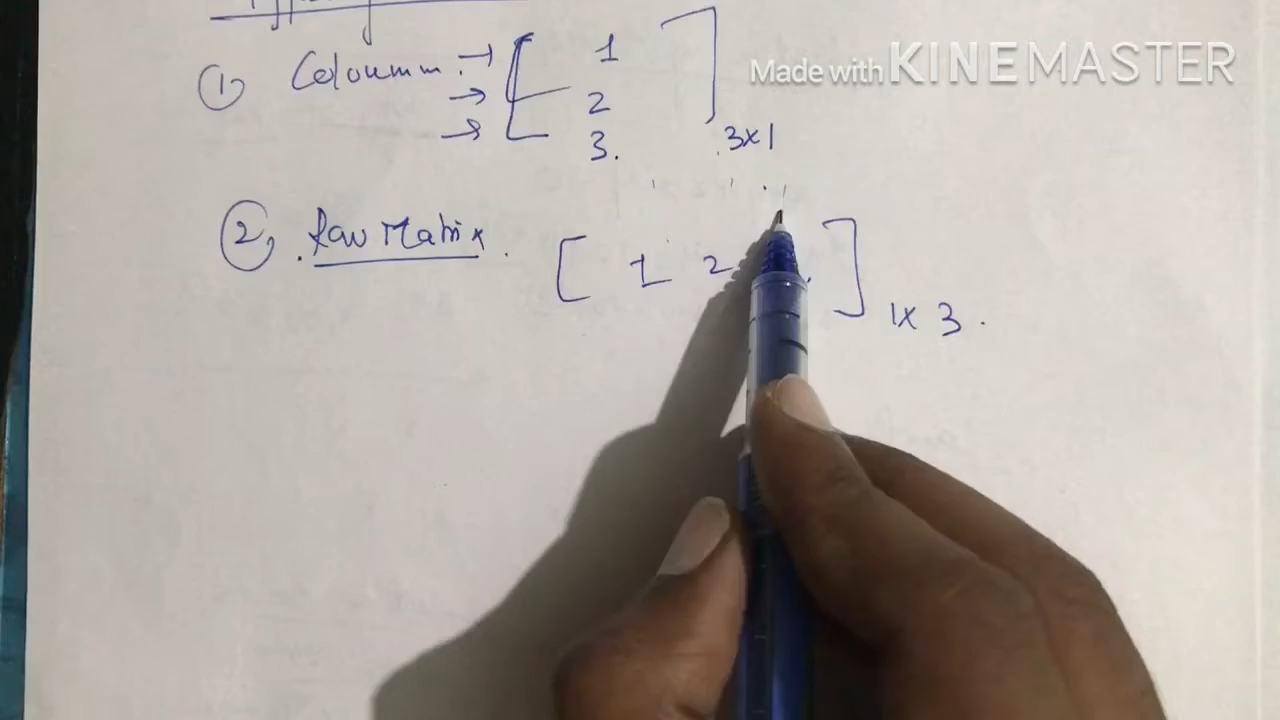 Made with KINEMASTER
① Coloumn. → [ 1
→ 2
→ 3. ] .3x1
②, . Row Matrix . [ 1 2 . ] 1x 3 .